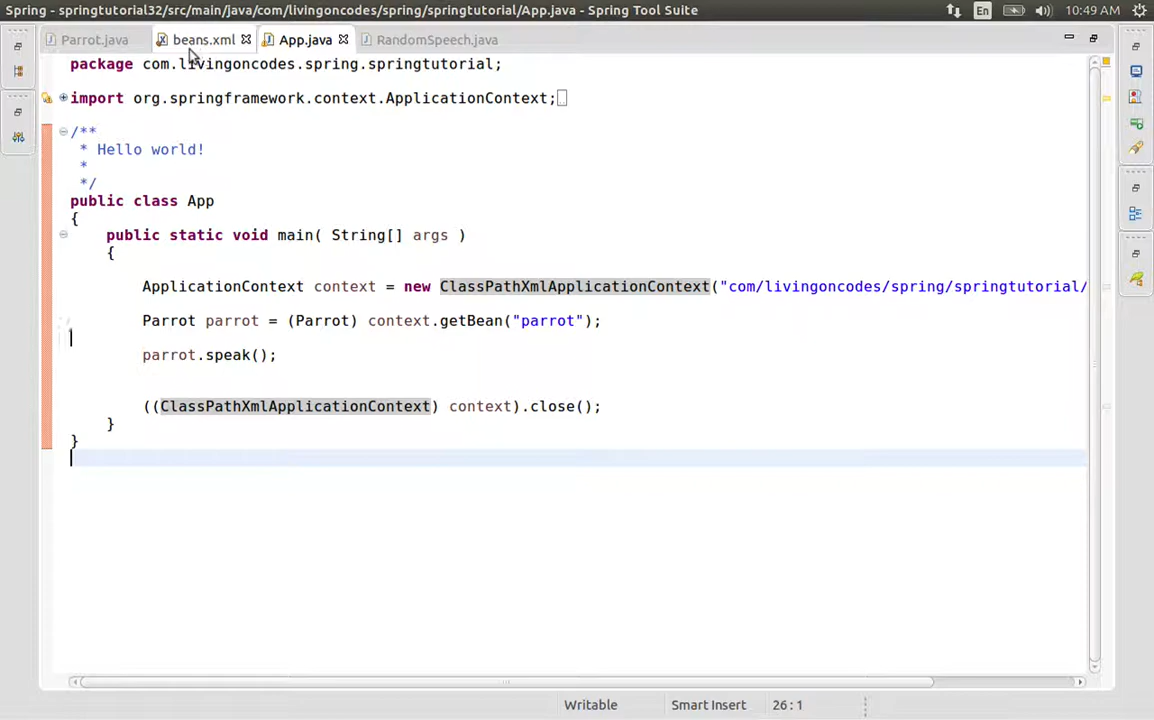 Spring - springtutorial32/src/main/java/com/livingoncodes/spring/springtutorial/App.java - Spring Tool Suite
En
10:49 AM
Parrot.java
beans.xml
App.java
RandomSpeech.java
package com.livingoncodes.spring.springtutorial;
import org.springframework.context.ApplicationContext;
/**
* Hello world!
*
*/
public class App
{
public static void main( String[] args )
{
ApplicationContext context = new ClassPathXmlApplicationContext("com/livingoncodes/spring/springtutorial/
Parrot parrot = (Parrot) context.getBean("parrot");
parrot.speak();
((ClassPathXmlApplicationContext) context).close();
}
}
Writable
Smart Insert
26 : 1